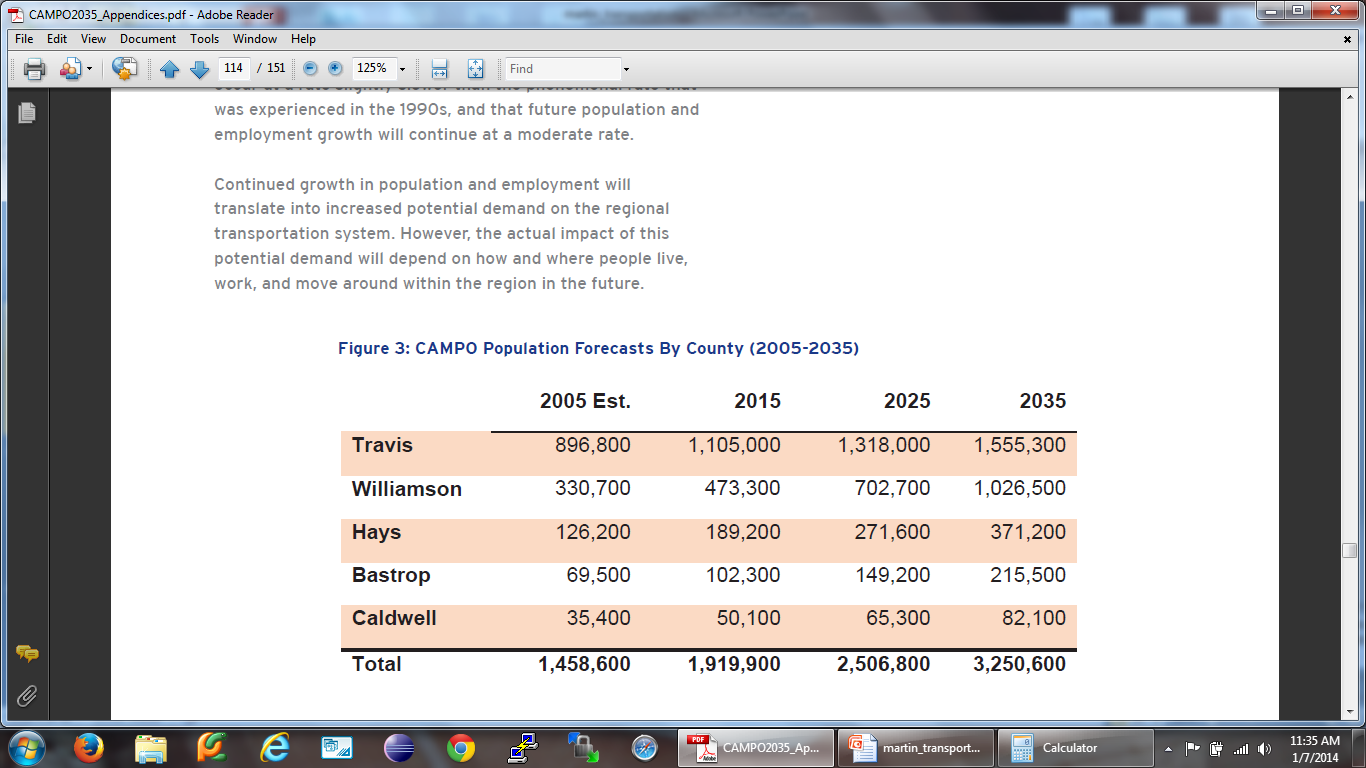 CAMPO2035_Appendices.pdf - Adobe Reader
File Edit View Document Tools Window Help
114 / 151 125% Find
was experienced in the 1990s, and that future population and
employment growth will continue at a moderate rate.
Continued growth in population and employment will
translate into increased potential demand on the regional
transportation system. However, the actual impact of this
potential demand will depend on how and where people live,
work, and move around within the region in the future.
Figure 3: CAMPO Population Forecasts By County (2005-2035)
2005 Est. 2015 2025 2035
Travis 896,800 1,105,000 1,318,000 1,555,300
Williamson 330,700 473,300 702,700 1,026,500
Hays 126,200 189,200 271,600 371,200
Bastrop 69,500 102,300 149,200 215,500
Caldwell 35,400 50,100 65,300 82,100
Total 1,458,600 1,919,900 2,506,800 3,250,600
CAMPO2035_Ap... martin_transport... Calculator
11:35 AM
1/7/2014